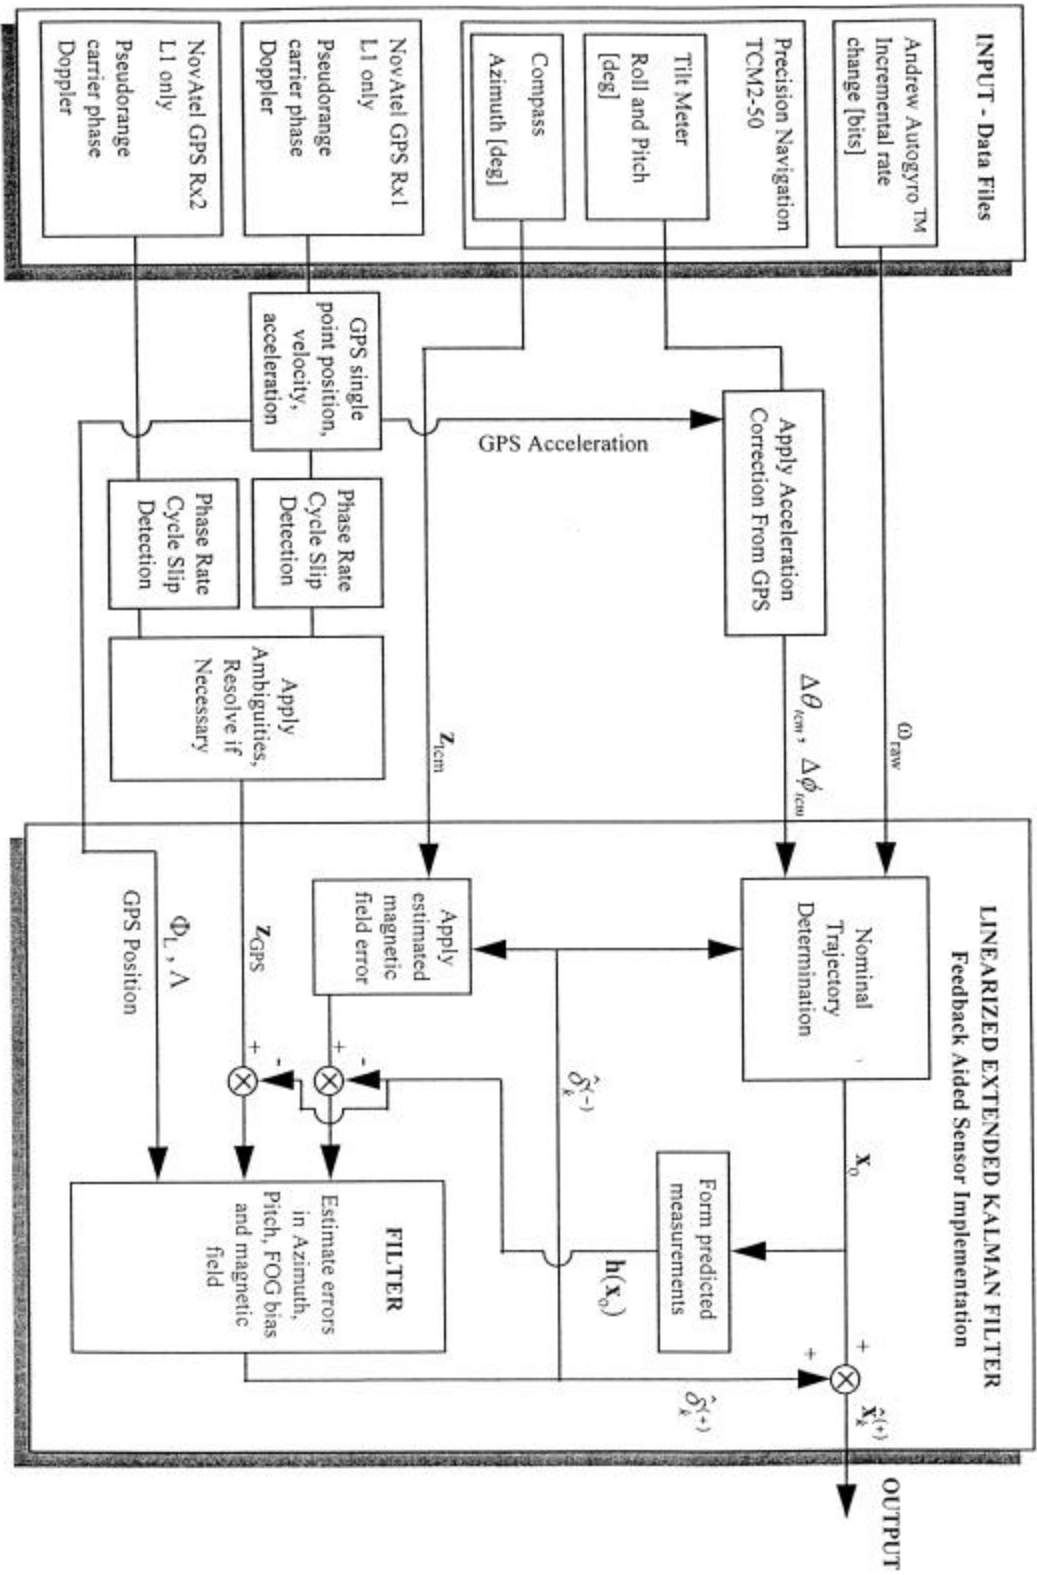 INPUT - Data Files
Andrew Autogyro™
Incremental rate
change [bits]
Precision Navigation
TCM2-50
Tilt Meter
Roll and Pitch
[deg]
Compass
Azimuth [deg]
NovAtel GPS Rx1
L1 only
Pseudorange
carrier phase
Doppler
NovAtel GPS Rx2
L1 only
Pseudorange
carrier phase
Doppler
GPS single
point position,
velocity,
acceleration
Apply Acceleration
Correction From GPS
GPS Acceleration
Phase Rate
Cycle Slip
Detection
Phase Rate
Cycle Slip
Detection
Apply
Ambiguities,
Resolve if
Necessary
ω_raw
Δθ_tcm, Δϕ_tcm
z_tcm
z_GPS
Φ_L, Λ
GPS Position
LINEARIZED EXTENDED KALMAN FILTER
Feedback Aided Sensor Implementation
Nominal
Trajectory
Determination
Apply
estimated
magnetic
field error
+
-
+
-
δ̂_k^(-)
x_0
Form predicted
measurements
h(x_0)
FILTER
Estimate errors
in Azimuth,
Pitch, FOG bias
and magnetic
field
+
+
x̂_k^(+)
δ̂_k^(+)
OUTPUT